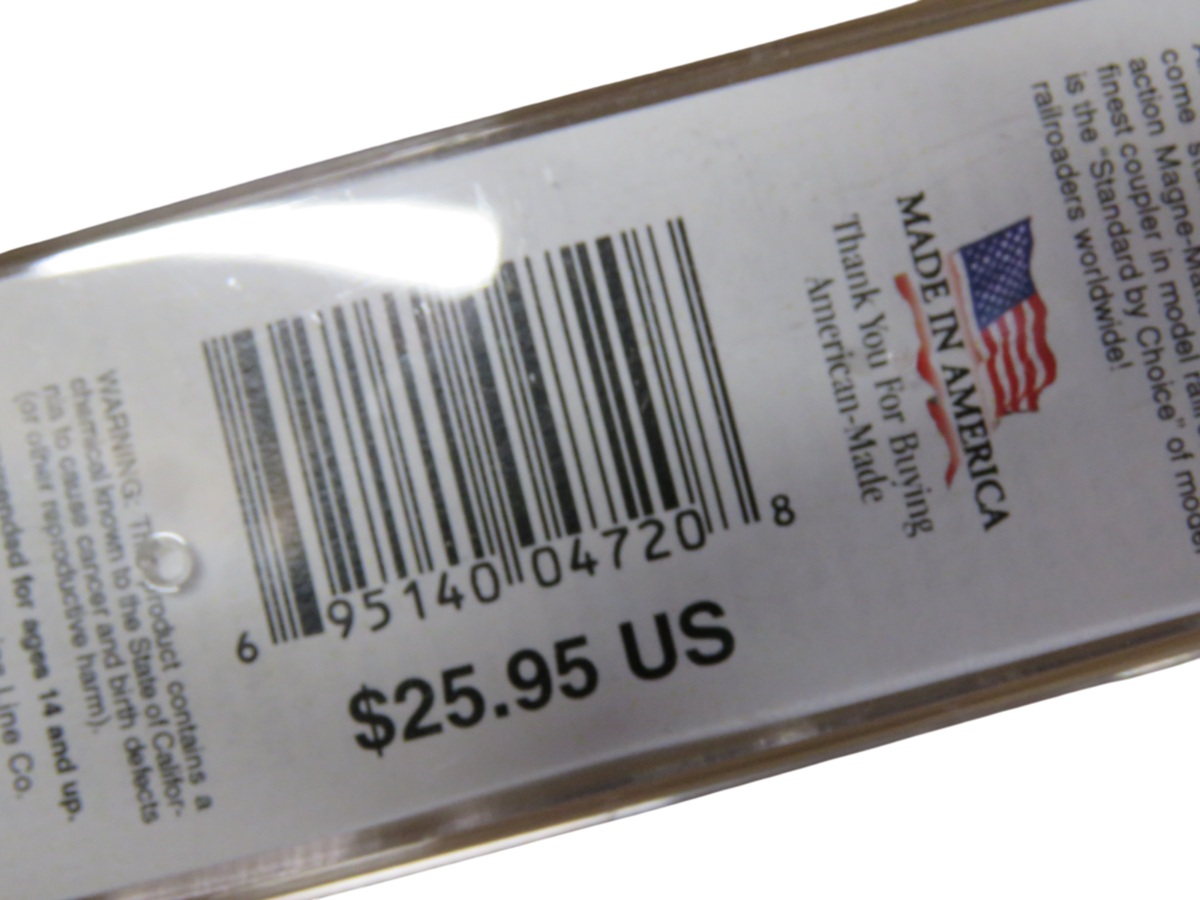 6 95140 04720 8
$25.95 US
MADE IN AMERICA
Thank You For Buying
American-Made
come
action Magne-
finest coupler in model
is the "Standard by Choice" of
railroaders worldwide!
WARNING: This product contains a
chemical known to the State of Califor-
nia to cause cancer and birth defects
(or other reproductive harm).
for ages 14 and up.
Line Co.